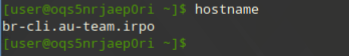 [user@oqs5nrjaep0ri ~]$ hostname
br-cli.au-team.irpo
[user@oqs5nrjaep0ri ~]$